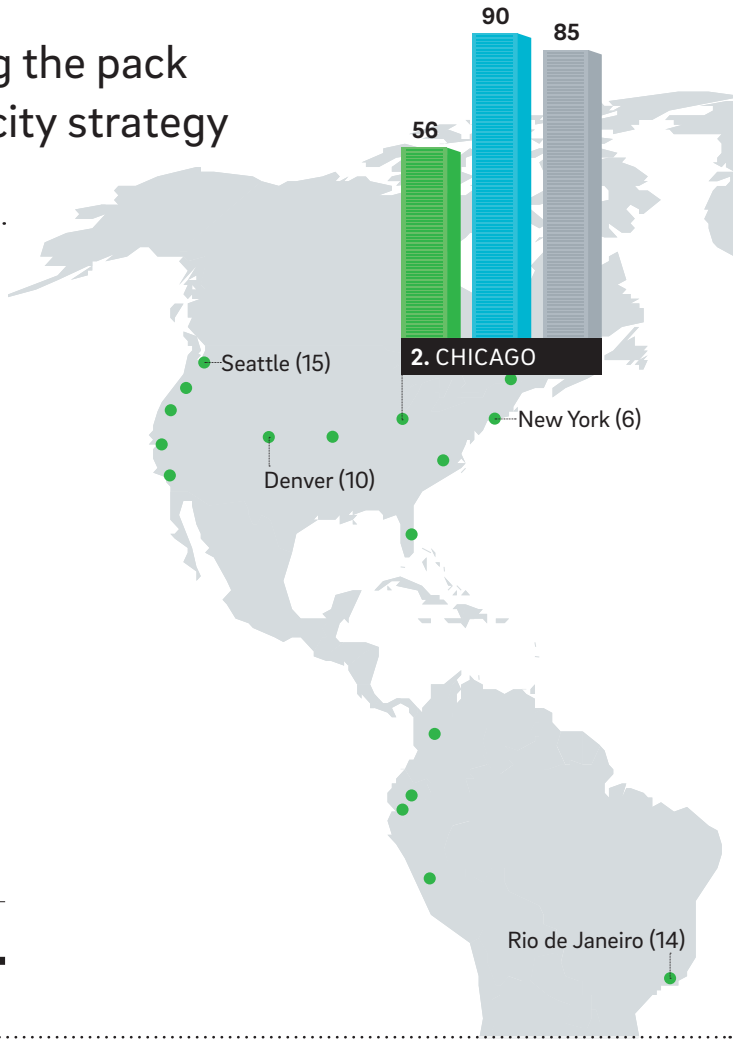 g the pack
city strategy
90
85
56
2. CHICAGO
Seattle (15)
New York (6)
Denver (10)
Rio de Janeiro (14)